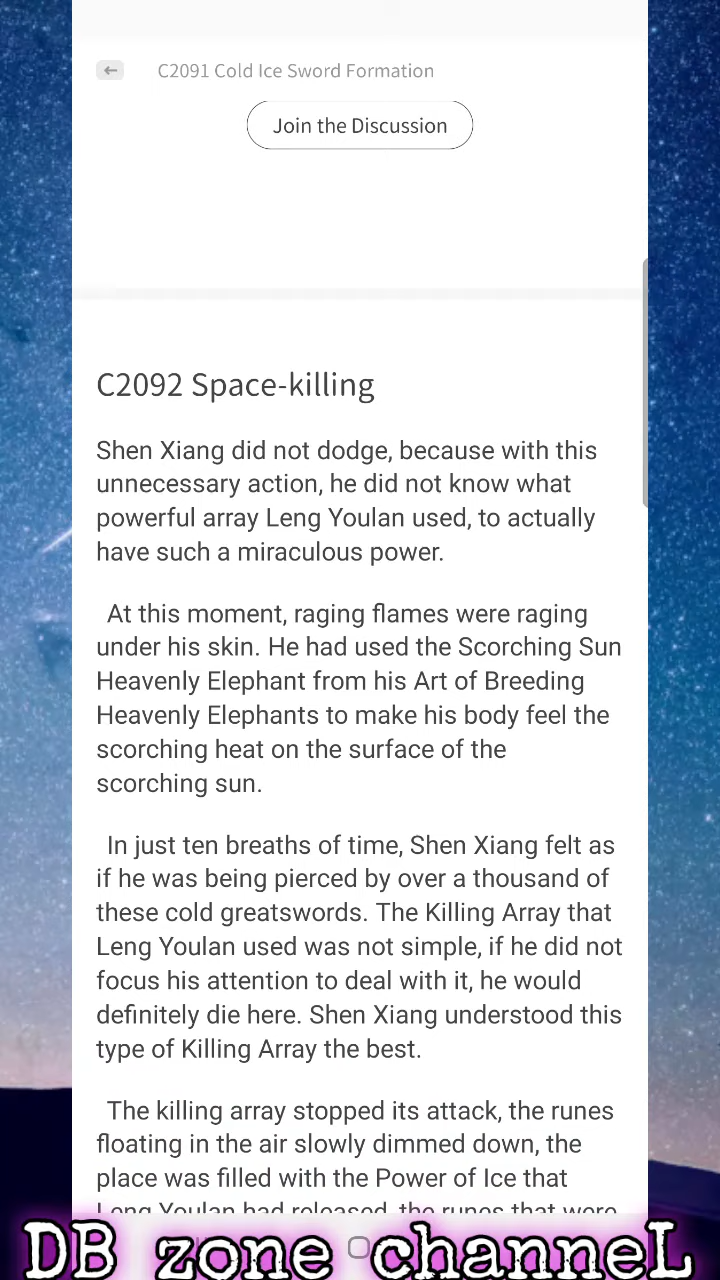 C2091 Cold Ice Sword Formation
Join the Discussion
C2092 Space-killing
Shen Xiang did not dodge, because with this
unnecessary action, he did not know what
powerful array Leng Youlan used, to actually
have such a miraculous power.
At this moment, raging flames were raging
under his skin. He had used the Scorching Sun
Heavenly Elephant from his Art of Breeding
Heavenly Elephants to make his body feel the
scorching heat on the surface of the
scorching sun.
In just ten breaths of time, Shen Xiang felt as
if he was being pierced by over a thousand of
these cold greatswords. The Killing Array that
Leng Youlan used was not simple, if he did not
focus his attention to deal with it, he would
definitely die here. Shen Xiang understood this
type of Killing Array the best.
The killing array stopped its attack, the runes
floating in the air slowly dimmed down, the
place was filled with the Power of Ice that
Leng Youlan had released, the runes that were
DB zone channeL